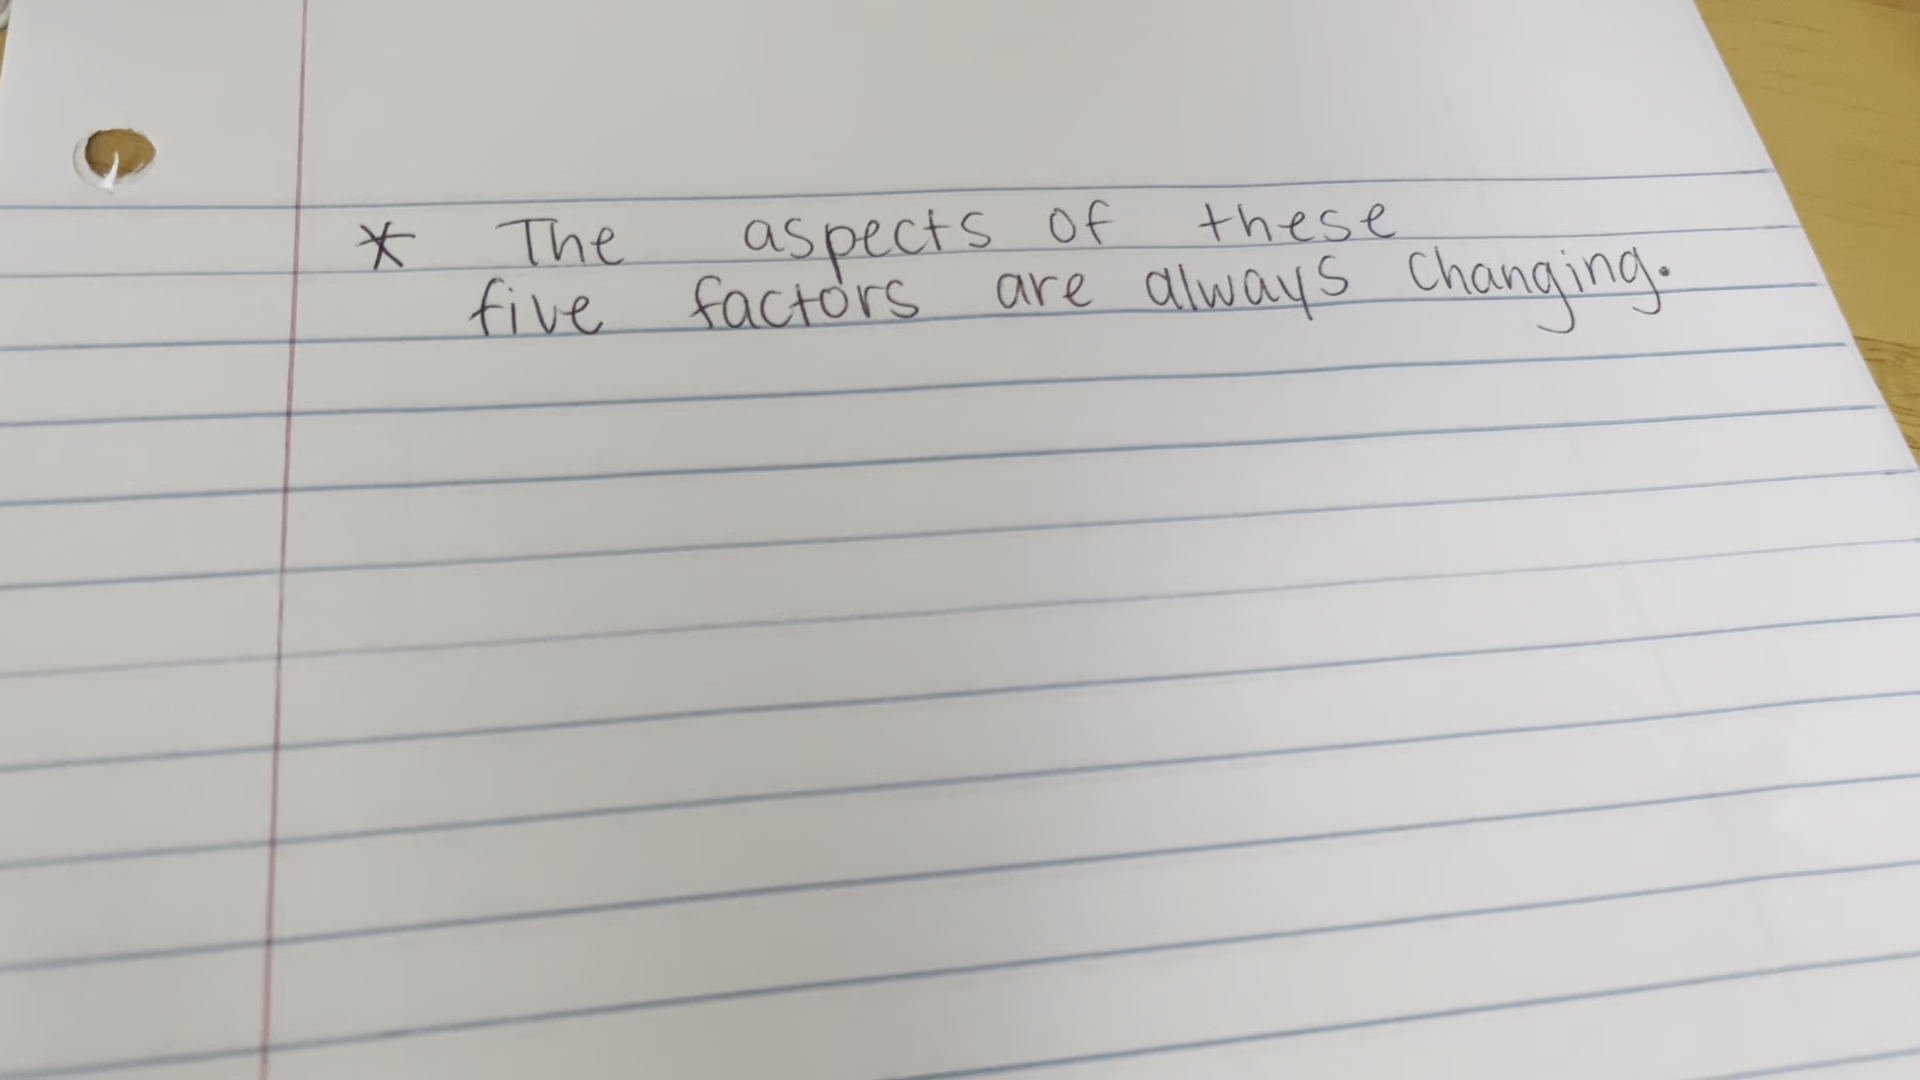 * The aspects of these
five factors are always changing.